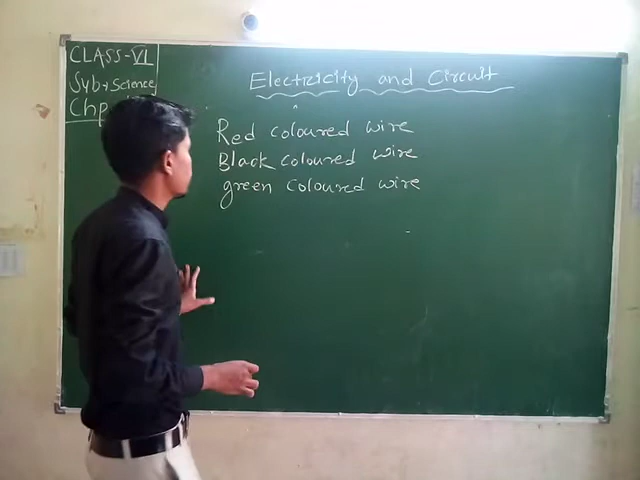 CLASS-VI
Sub → Science
Chp
Electricity and Circuit
Red coloured wire
Black coloured wire
green coloured wire